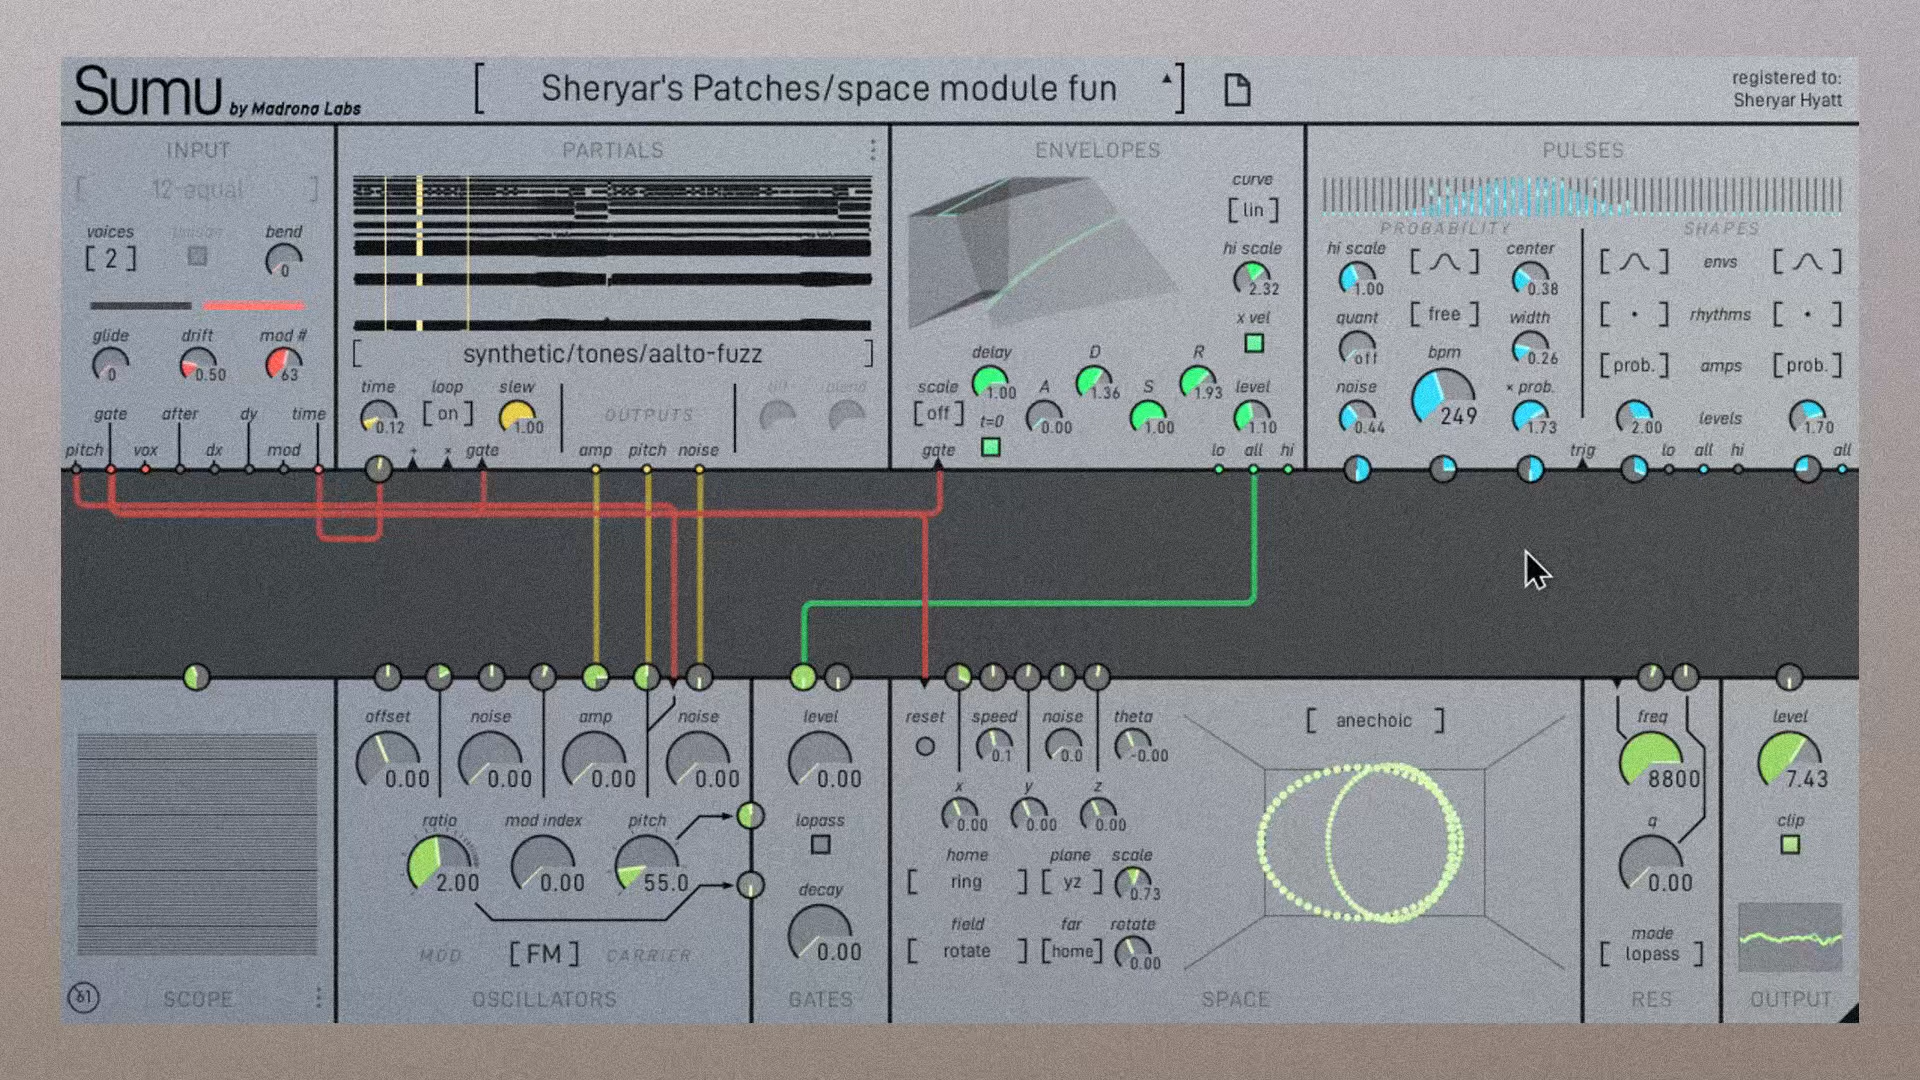 Sumu by Madrona Labs
Sheryar's Patches/space module fun
registered to:
Sheryar Hyatt
INPUT
12-equal
voices
2
bend
0
glide
0
drift
0.50
mod #
63
gate after dy time
pitch vox dx mod
PARTIALS
synthetic/tones/aalto-fuzz
time
0.12
loop
on
slew
1.00
OUTPUTS
blend
+ × gate
amp pitch noise
ENVELOPES
curve
lin
hi scale
2.32
x vel
delay
1.00
D
1.36
R
1.93
scale
off
t=0
A
0.00
S
1.00
level
1.10
gate
lo all hi
PULSES
PROBABILITY
SHAPES
hi scale
1.00
center
0.38
envs
quant
off
free
width
0.26
rhythms
bpm
249
prob.
amps
prob.
noise
0.44
× prob.
1.73
2.00
levels
1.70
trig lo all hi all
61
SCOPE
offset
0.00
noise
0.00
amp
0.00
noise
0.00
ratio
2.00
mod index
0.00
pitch
55.0
MOD
FM
CARRIER
OSCILLATORS
level
0.00
lopass
decay
0.00
GATES
reset
speed
0.1
noise
0.0
theta
-0.00
x
0.00
y
0.00
z
0.00
home
ring
plane
yz
scale
0.73
field
rotate
far
home
rotate
0.00
anechoic
SPACE
freq
8800
q
0.00
mode
lopass
RES
level
7.43
clip
OUTPUT